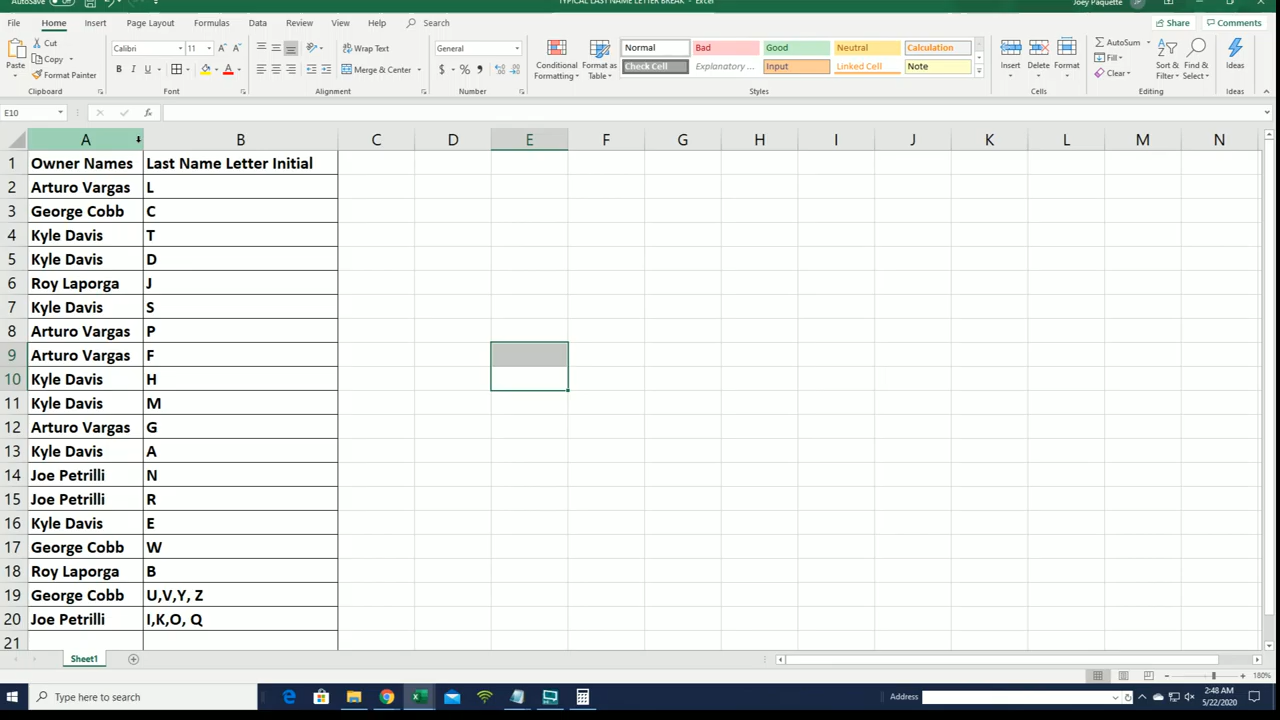 AutoSave Off TYPICAL LAST NAME LETTER BREAK - Excel Joey Paquette JP
File Home Insert Page Layout Formulas Data Review View Help Search Share Comments
Cut Calibri 11 Wrap Text General Normal Bad Good Neutral Calculation AutoSum
Copy Fill
Paste Format Painter B I U Merge & Center $ % Conditional Formatting Format as Table Check Cell Explanatory ... Input Linked Cell Note Insert Delete Format Clear Sort & Filter Find & Select Ideas
Clipboard Font Alignment Number Styles Cells Editing Ideas
E10 fx
A B C D E F G H I J K L M N
1 Owner Names Last Name Letter Initial
2 Arturo Vargas L
3 George Cobb C
4 Kyle Davis T
5 Kyle Davis D
6 Roy Laporga J
7 Kyle Davis S
8 Arturo Vargas P
9 Arturo Vargas F
10 Kyle Davis H
11 Kyle Davis M
12 Arturo Vargas G
13 Kyle Davis A
14 Joe Petrilli N
15 Joe Petrilli R
16 Kyle Davis E
17 George Cobb W
18 Roy Laporga B
19 George Cobb U,V,Y, Z
20 Joe Petrilli I,K,O, Q
21
Sheet1
180%
Type here to search Address 2:48 AM
5/22/2020